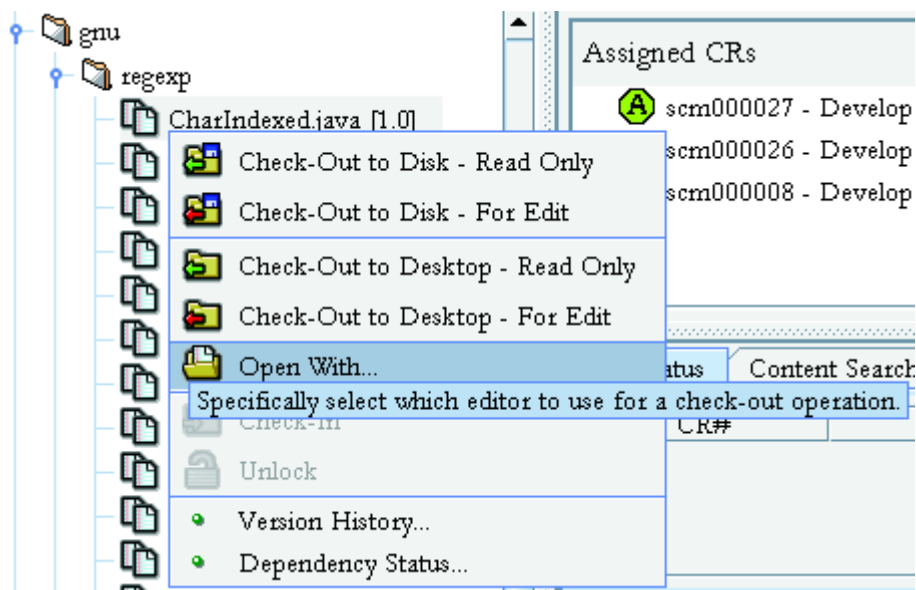 gnu
regexp
CharIndexed.java [1.0]
Check-Out to Disk - Read Only
Check-Out to Disk - For Edit
Check-Out to Desktop - Read Only
Check-Out to Desktop - For Edit
Open With...
Specifically select which editor to use for a check-out operation.
Check-In
Unlock
Version History...
Dependency Status...
Assigned CRs
A
scm000027 - Develop
scm000026 - Develop
scm000008 - Develop
tus
Content Search
CR#